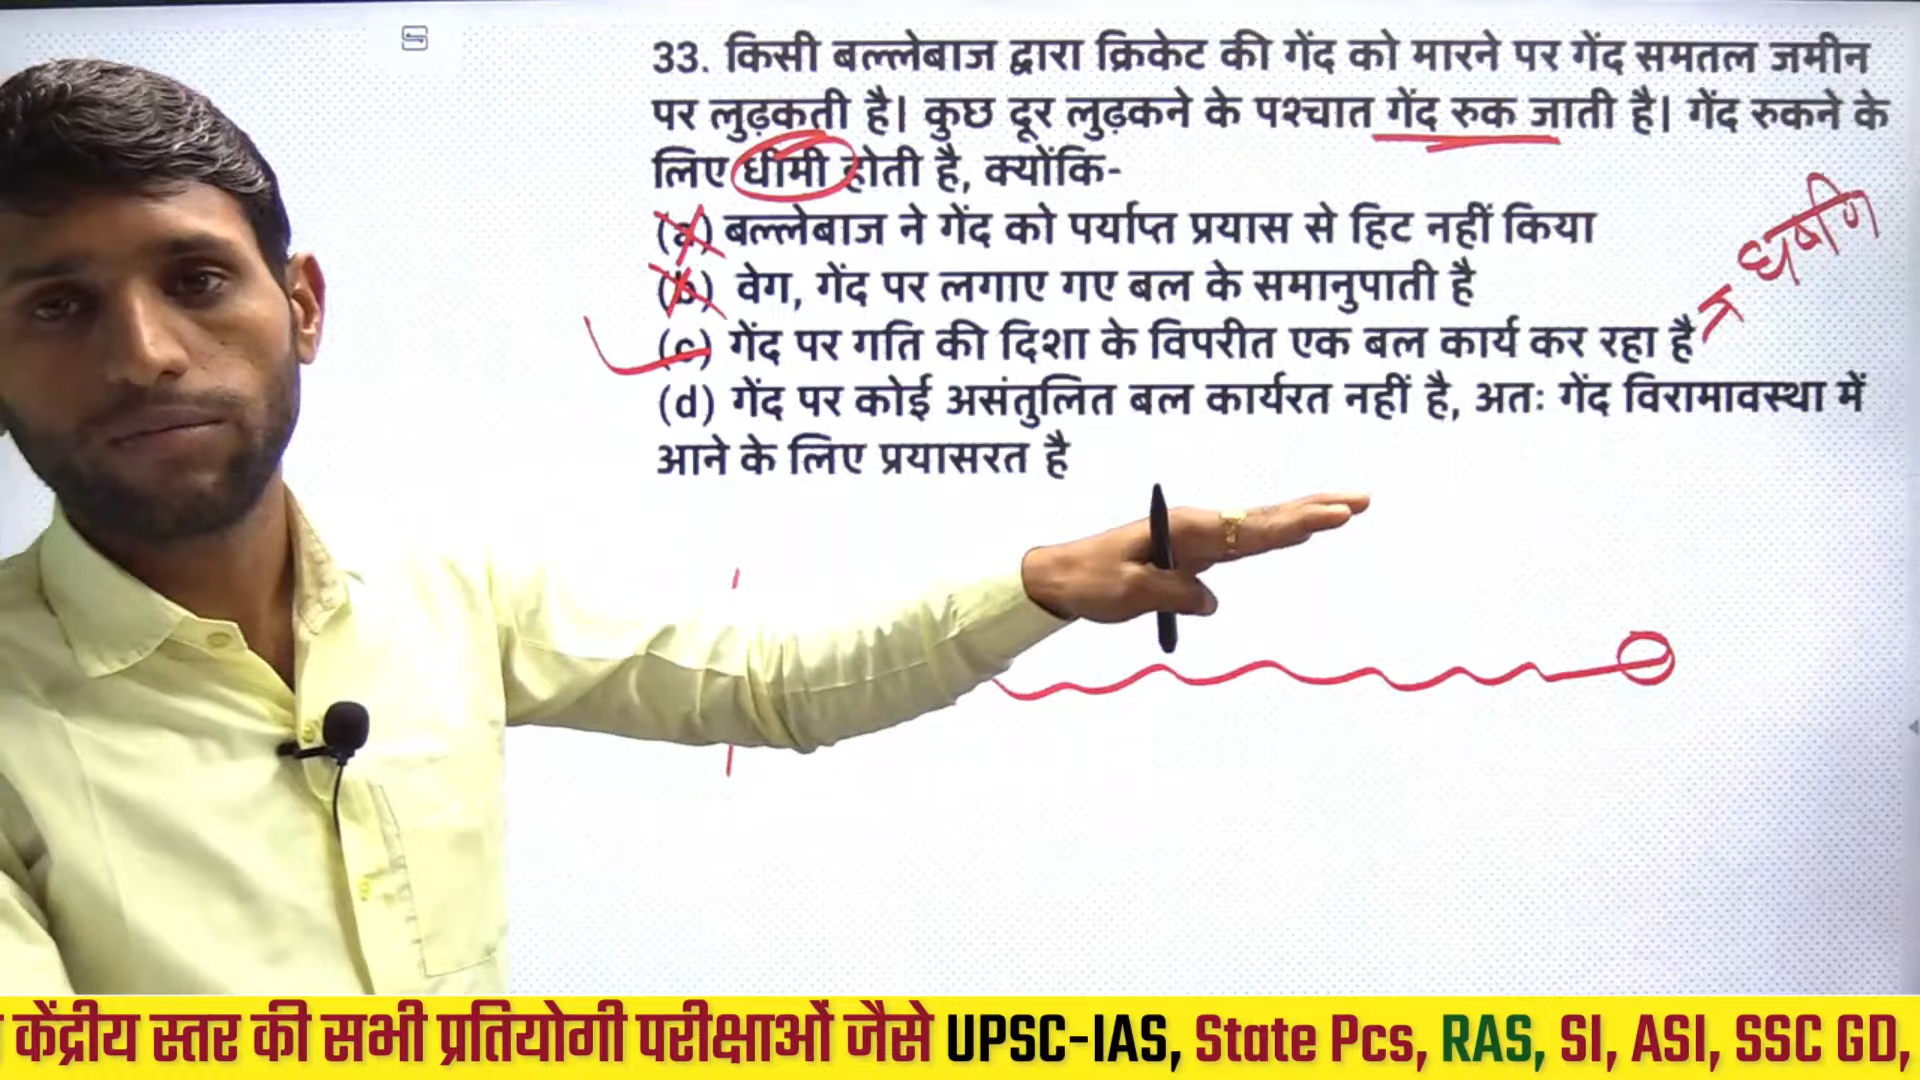 33. किसी बल्लेबाज द्वारा क्रिकेट की गेंद को मारने पर गेंद समतल जमीन
पर लुढ़कती है। कुछ दूर लुढ़कने के पश्चात गेंद रुक जाती है। गेंद रुकने के
लिए धीमी होती है, क्योंकि-
(a) बल्लेबाज ने गेंद को पर्याप्त प्रयास से हिट नहीं किया
(b) वेग, गेंद पर लगाए गए बल के समानुपाती है
(c) गेंद पर गति की दिशा के विपरीत एक बल कार्य कर रहा है
घर्षण
(d) गेंद पर कोई असंतुलित बल कार्यरत नहीं है, अतः गेंद विरामावस्था में
आने के लिए प्रयासरत है
केंद्रीय स्तर की सभी प्रतियोगी परीक्षाओं जैसे UPSC-IAS, State Pcs, RAS, SI, ASI, SSC GD,